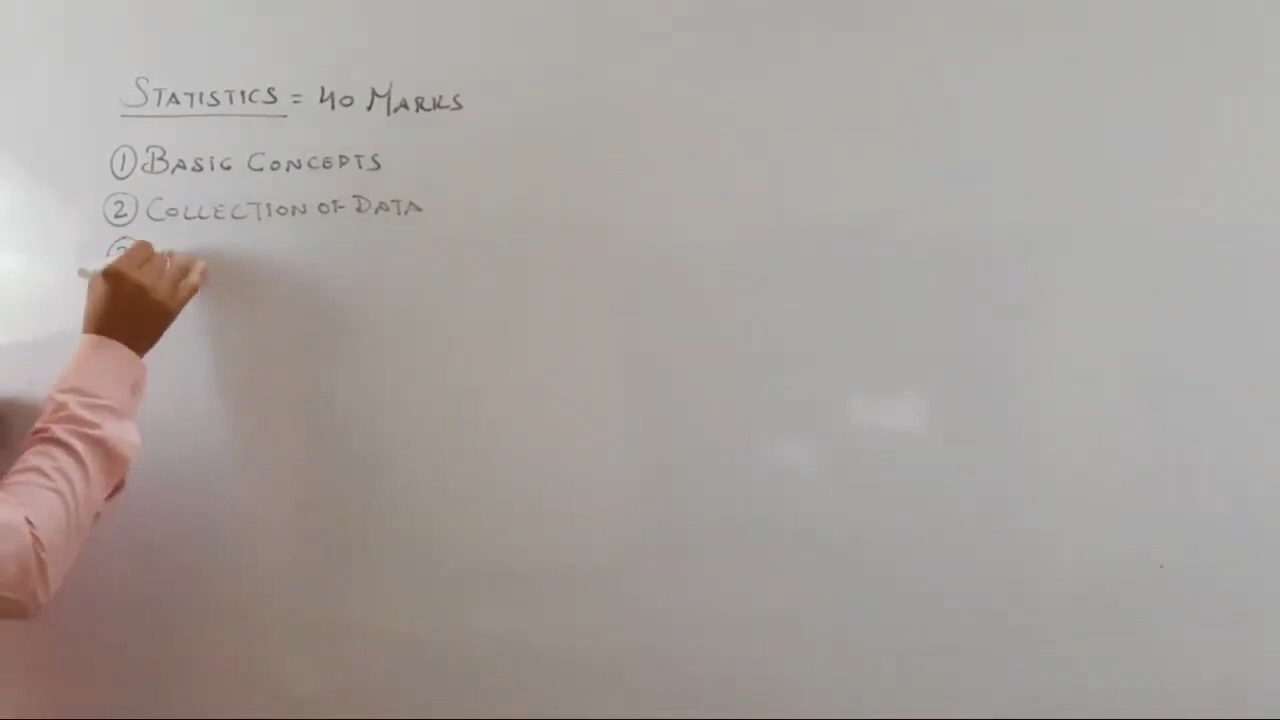 STATISTICS = 40 MARKS
① BASIC CONCEPTS
② COLLECTION OF DATA